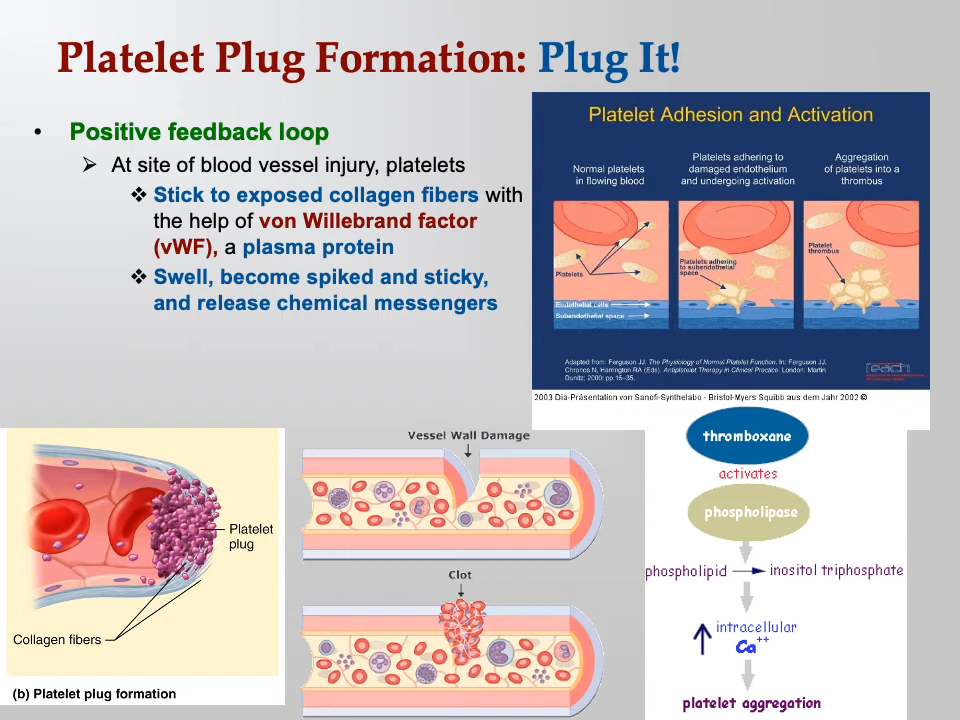 Platelet Plug Formation: Plug It!
• Positive feedback loop
➢ At site of blood vessel injury, platelets
❖ Stick to exposed collagen fibers with
the help of von Willebrand factor
(vWF), a plasma protein
❖ Swell, become spiked and sticky,
and release chemical messengers
Platelet Adhesion and Activation
Normal platelets
in flowing blood
Platelets adhering to
damaged endothelium
and undergoing activation
Aggregation
of platelets into a
thrombus
Platelets
Endothelial cells
Subendothelial space
Platelets adhering
to subendothelial
space
Platelet
thrombus
Adapted from: Ferguson JJ. The Physiology of Normal Platelet Function. In: Ferguson JJ,
Chronos N, Harrington RA (Eds). Antiplatelet Therapy in Clinical Practice. London: Martin
Dunitz; 2000: pp.15–35.
reach
2003 Dia-Präsentation von Sanofi-Synthelabo - Bristol-Myers Squibb aus dem Jahr 2002 ©
Platelet
plug
Collagen fibers
(b) Platelet plug formation
Vessel Wall Damage
Clot
thromboxane
activates
phospholipase
phospholipid
inositol triphosphate
intracellular
Ca++
platelet aggregation